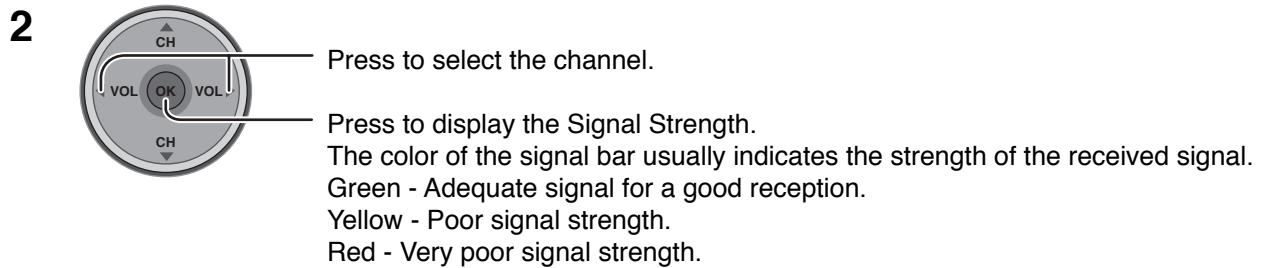 2
CH
VOL OK VOL
CH
Press to select the channel.
Press to display the Signal Strength.
The color of the signal bar usually indicates the strength of the received signal.
Green - Adequate signal for a good reception.
Yellow - Poor signal strength.
Red - Very poor signal strength.